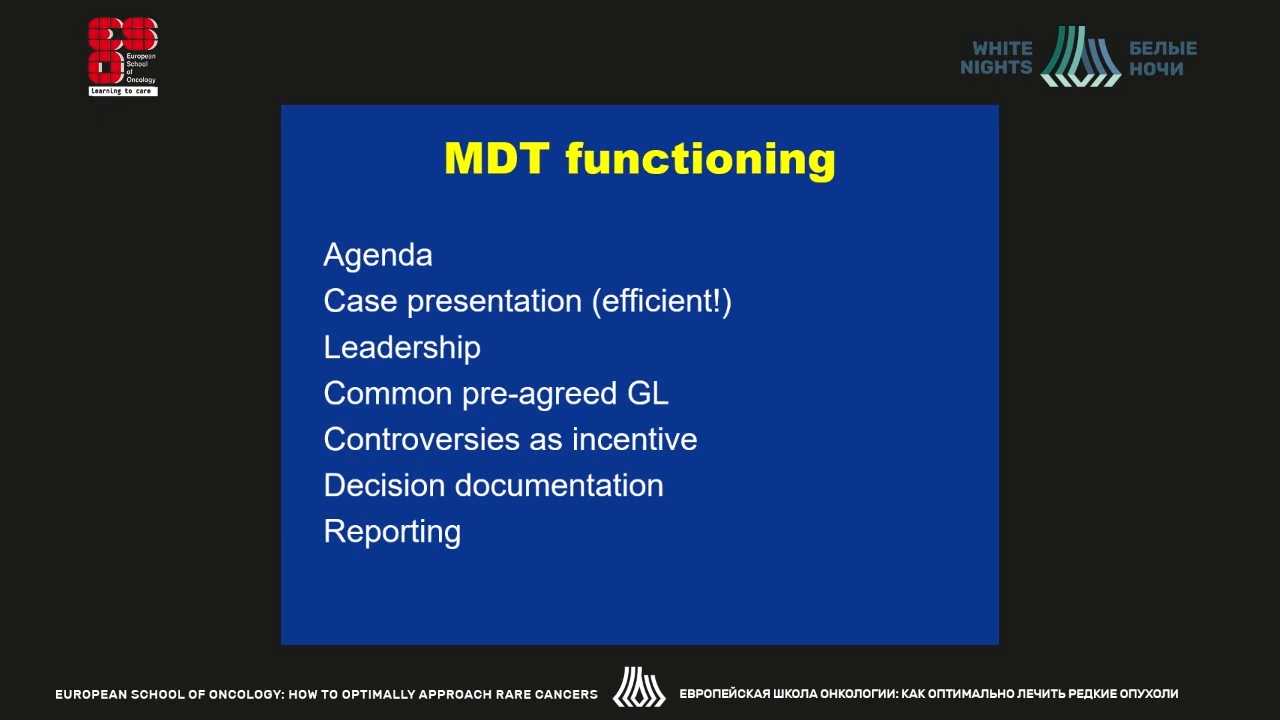 European
School
of
Oncology
Learning to care
WHITE
NIGHTS
БЕЛЫЕ
НОЧИ
MDT functioning
Agenda
Case presentation (efficient!)
Leadership
Common pre-agreed GL
Controversies as incentive
Decision documentation
Reporting
EUROPEAN SCHOOL OF ONCOLOGY: HOW TO OPTIMALLY APPROACH RARE CANCERS
ЕВРОПЕЙСКАЯ ШКОЛА ОНКОЛОГИИ: КАК ОПТИМАЛЬНО ЛЕЧИТЬ РЕДКИЕ ОПУХОЛИ